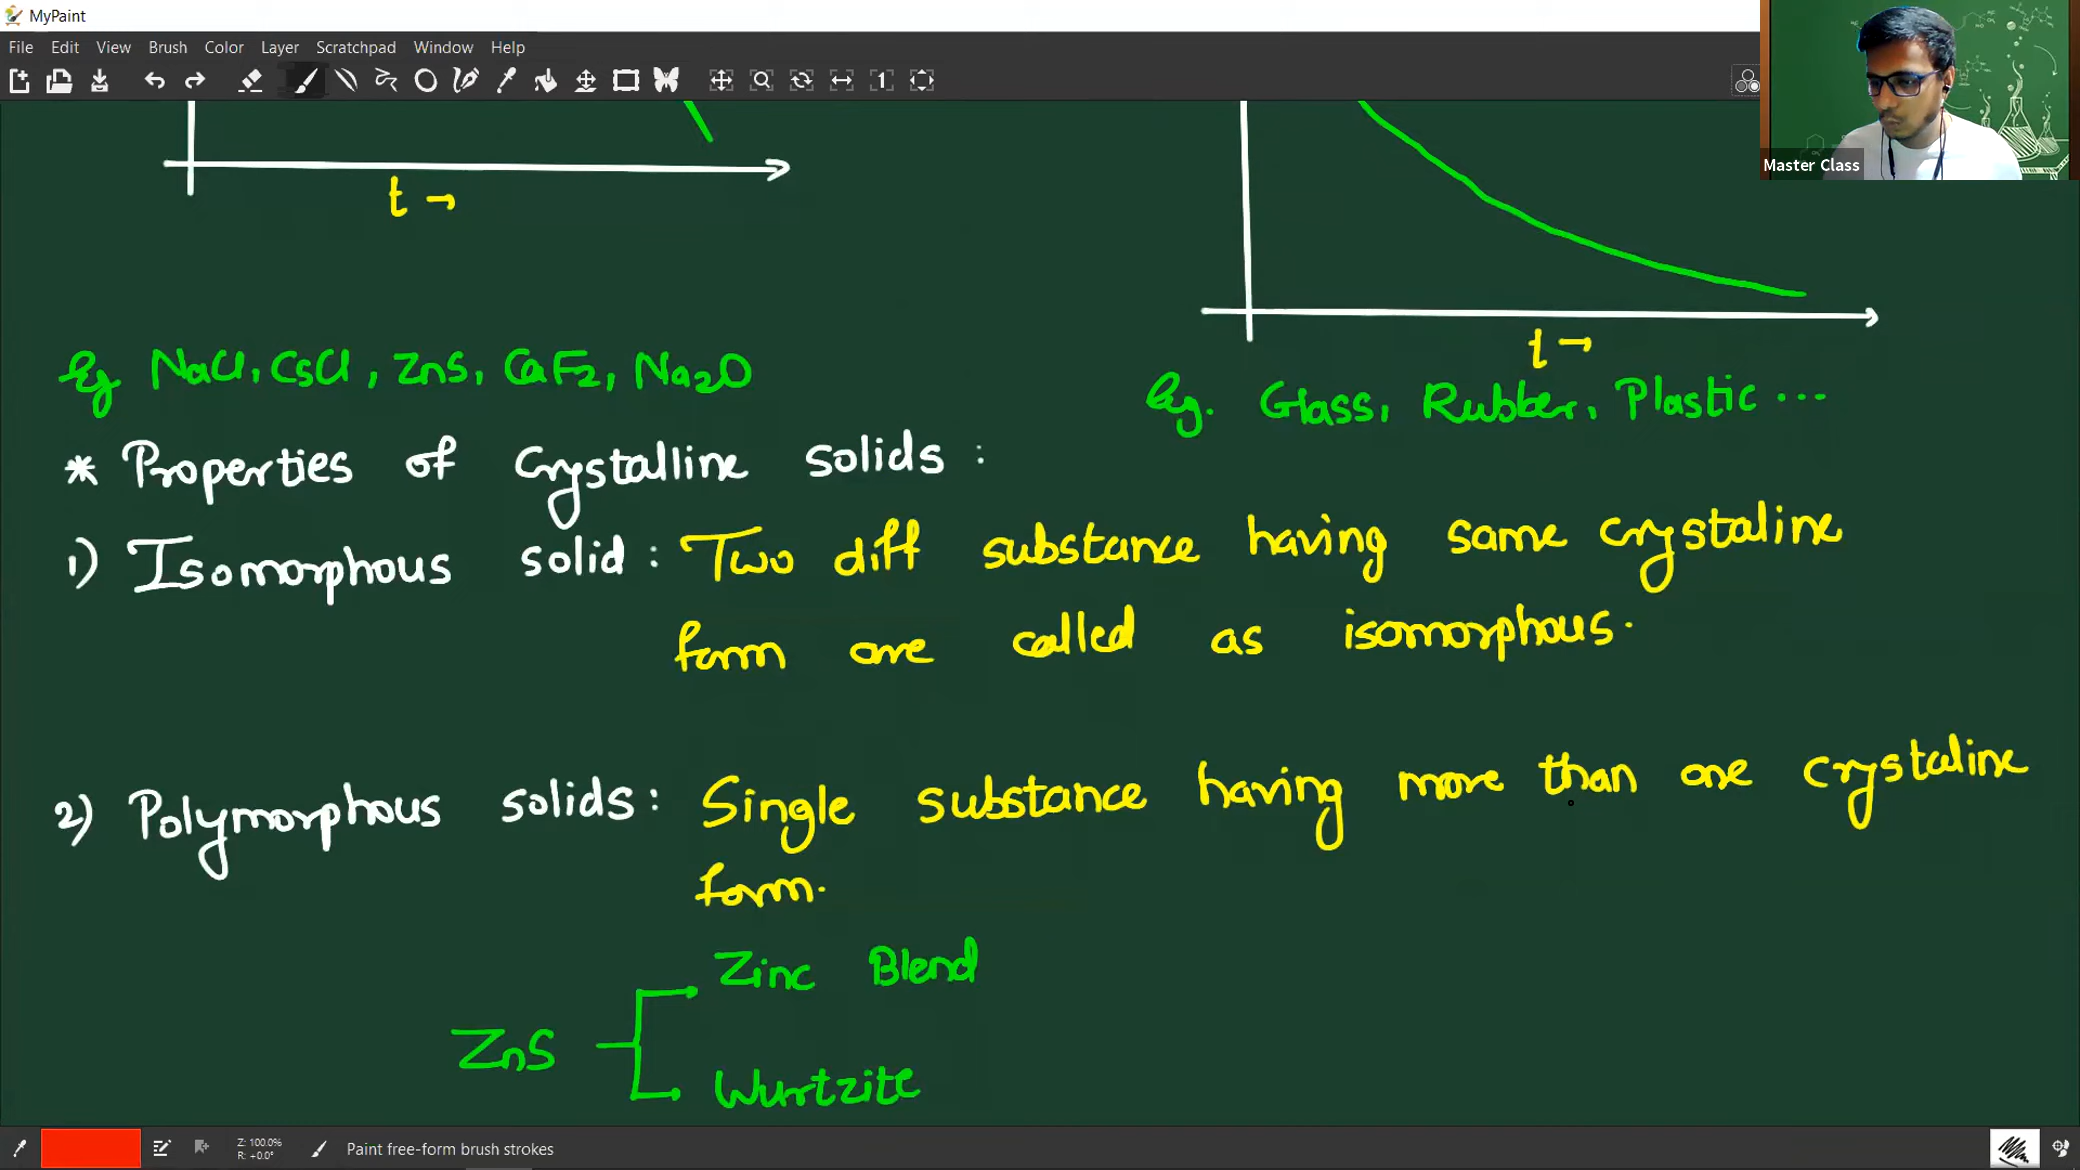 MyPaint
File Edit View Brush Color Layer Scratchpad Window Help
Master Class
t →
t →
Eg NaCl, CsCl, ZnS, CaF2, Na2O
Eg. Glass, Rubber, Plastic ...
* Properties of Crystalline solids :
1) Isomorphous solid : Two diff substance having same crystaline
form are called as isomorphous.
2) Polymorphous solids : Single substance having more than one crystaline
form.
Zinc Blend
ZnS
Wurtzite
Z: 100.0%
R: +0.0°
Paint free-form brush strokes